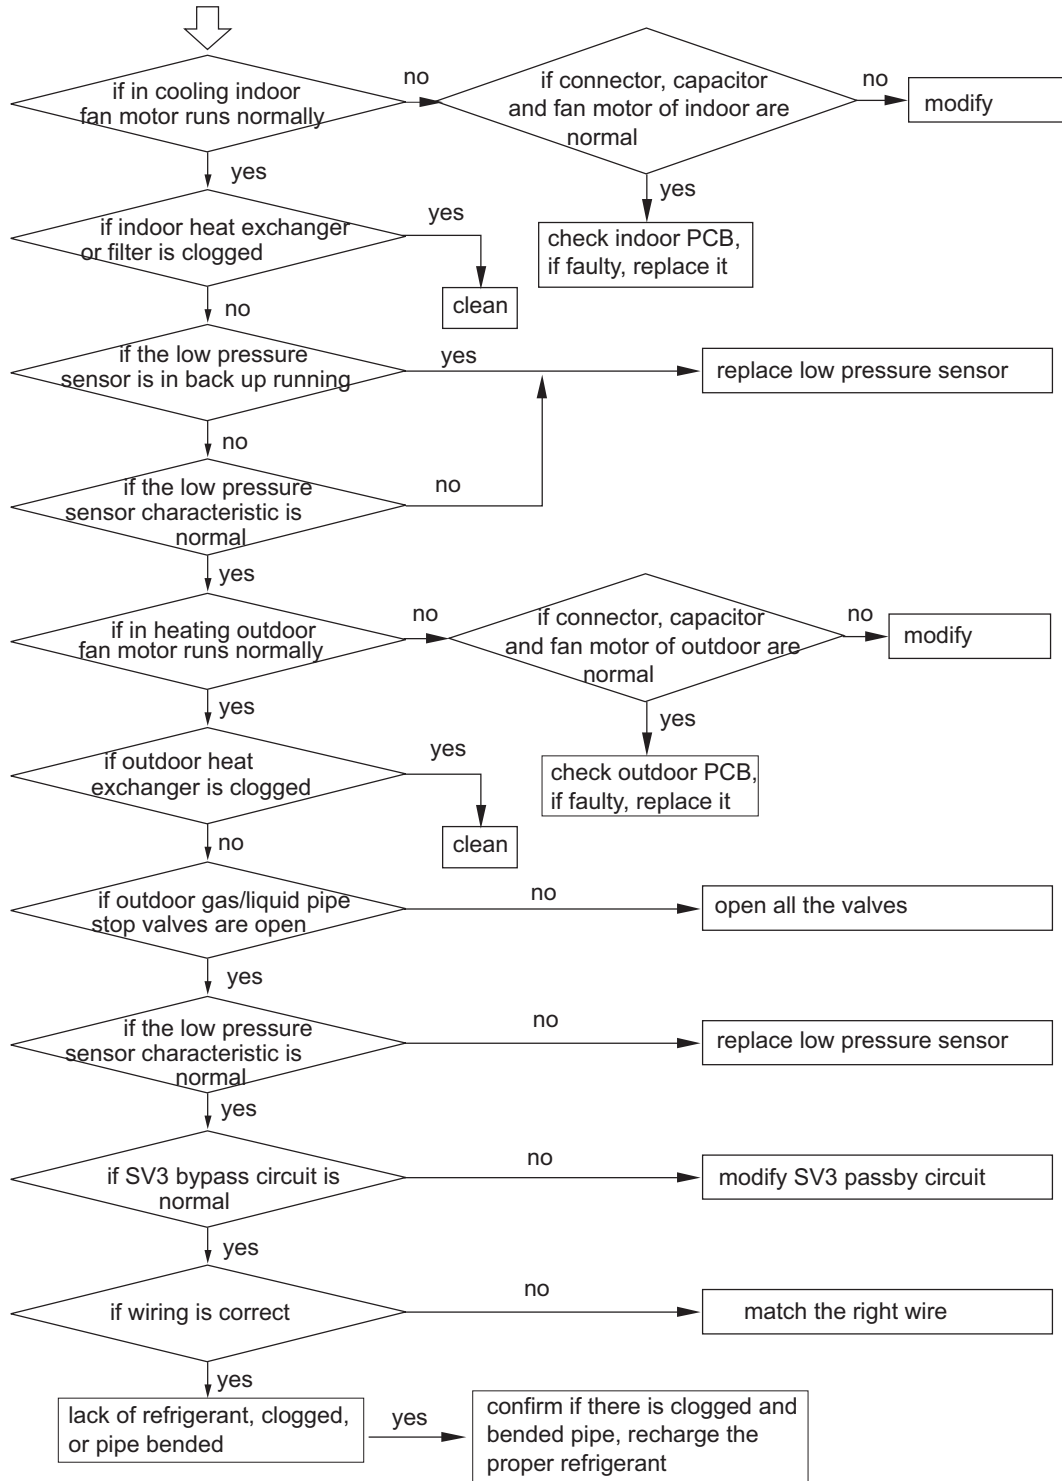 if in cooling indoor
fan motor runs normally
no
if connector, capacitor
and fan motor of indoor are
normal
no
modify
yes
yes
if indoor heat exchanger
or filter is clogged
yes
check indoor PCB,
if faulty, replace it
clean
no
if the low pressure
sensor is in back up running
yes
replace low pressure sensor
no
if the low pressure
sensor characteristic is
normal
no
yes
if in heating outdoor
fan motor runs normally
no
if connector, capacitor
and fan motor of outdoor are
normal
no
modify
yes
yes
if outdoor heat
exchanger is clogged
yes
check outdoor PCB,
if faulty, replace it
clean
no
if outdoor gas/liquid pipe
stop valves are open
no
open all the valves
yes
if the low pressure
sensor characteristic is
normal
no
replace low pressure sensor
yes
if SV3 bypass circuit is
normal
no
modify SV3 passby circuit
yes
if wiring is correct
no
match the right wire
yes
lack of refrigerant, clogged,
or pipe bended
yes
confirm if there is clogged and
bended pipe, recharge the
proper refrigerant